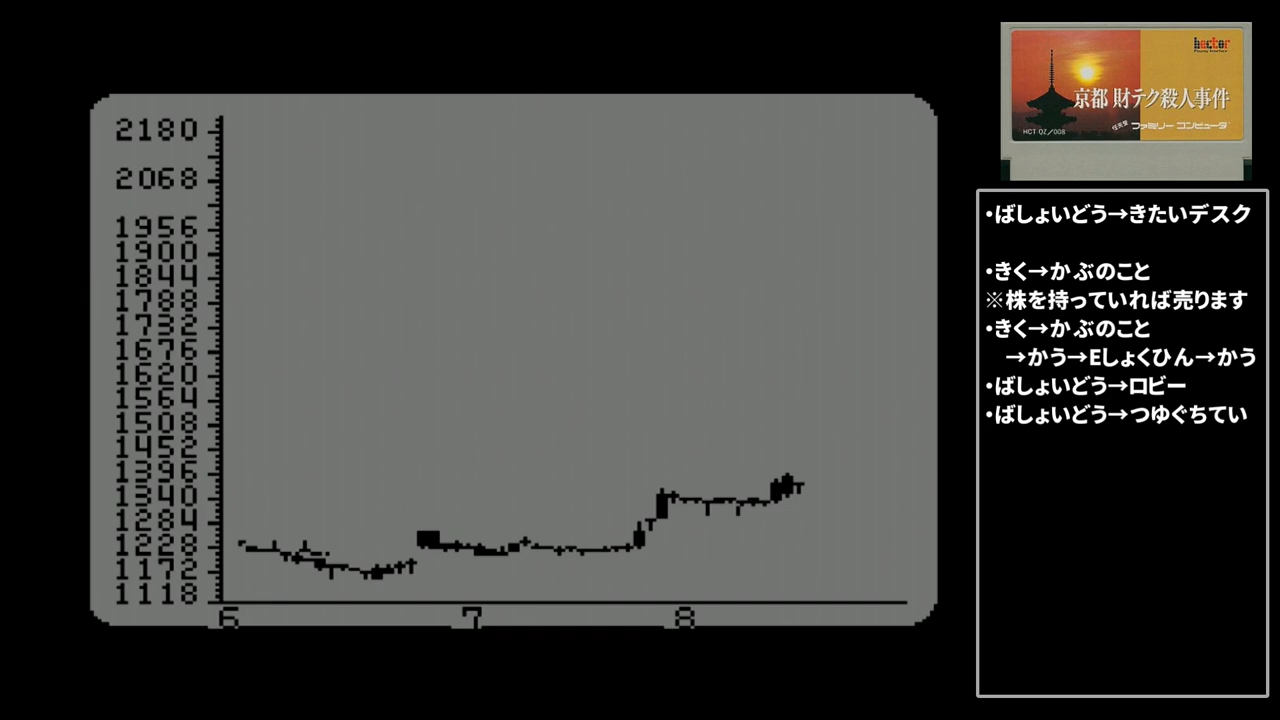 2180
2068
1956
1900
1844
1788
1732
1676
1620
1564
1508
1452
1396
1340
1284
1228
1172
1118
6 7 8
hector
京都 財テク殺人事件
HCT QZ/008
ファミリー コンピュータ
・ばしょいどう→きたいデスク
・きく→かぶのこと
※株を持っていれば売ります
・きく→かぶのこと
→かう→Eしょくひん→かう
・ばしょいどう→ロビー
・ばしょいどう→つゆぐちてい